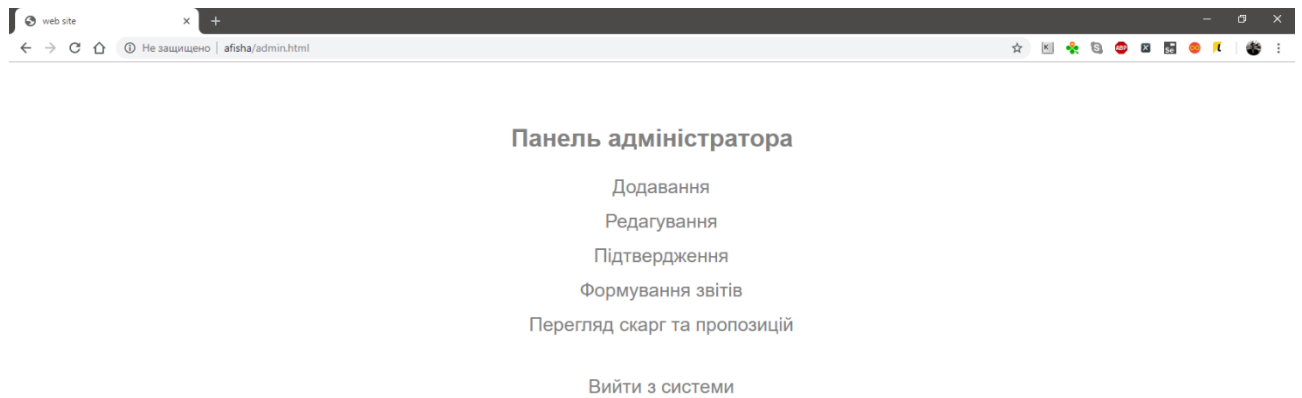 web site
Не защищено | afisha/admin.html
Панель адміністратора
Додавання
Редагування
Підтвердження
Формування звітів
Перегляд скарг та пропозицій
Вийти з системи